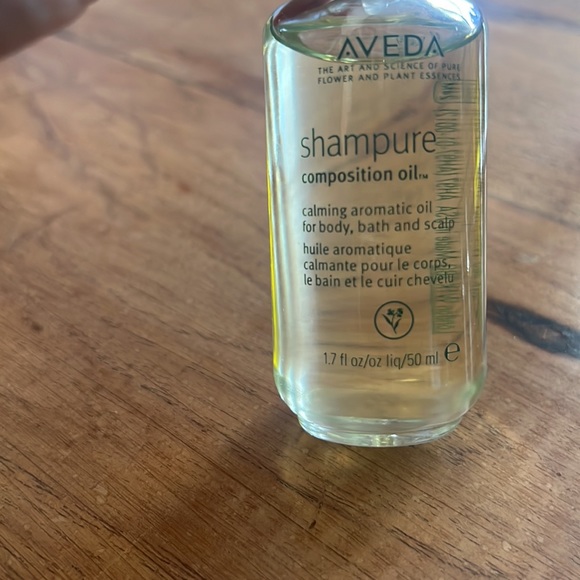 AVEDA
THE ART AND SCIENCE OF PURE
FLOWER AND PLANT ESSENCES
shampure
composition oil™
calming aromatic oil
for body, bath and scalp
huile aromatique
calmante pour le corps,
le bain et le cuir chevelu
1.7 fl oz/oz liq/50 ml e